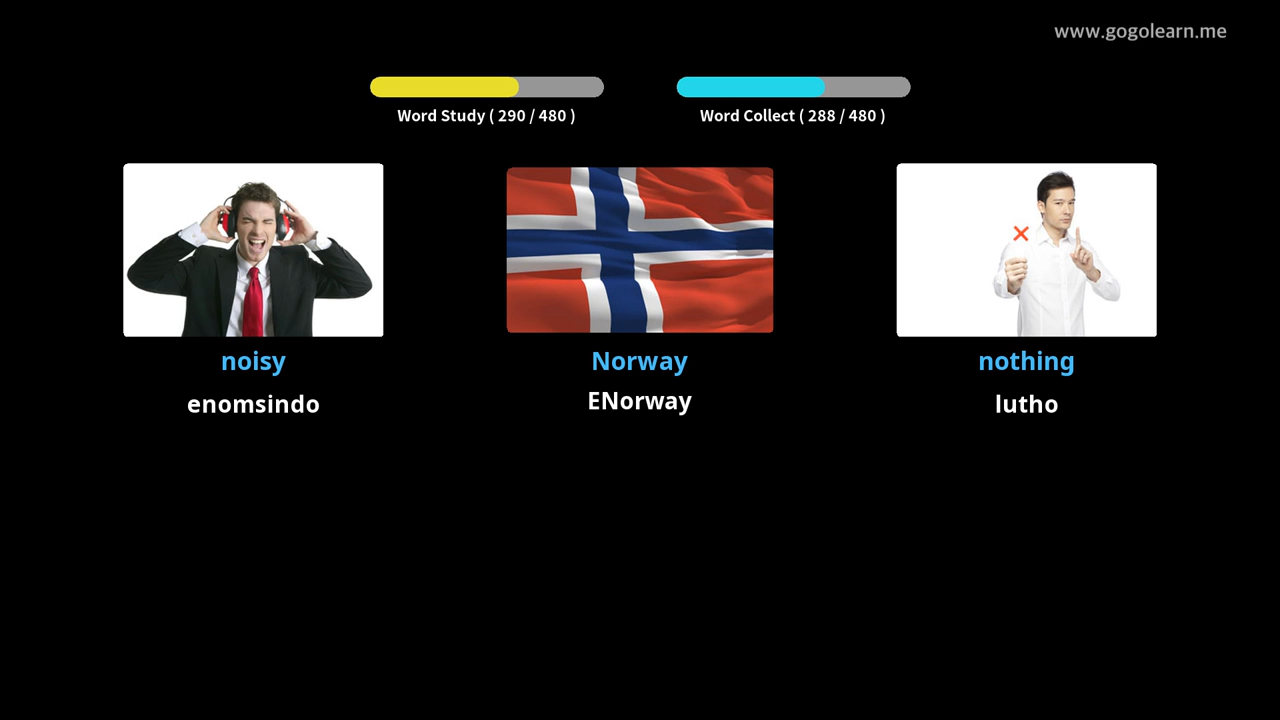 www.gogolearn.me
Word Study ( 290 / 480 )
Word Collect ( 288 / 480 )
noisy
Norway
nothing
enomsindo
ENorway
lutho